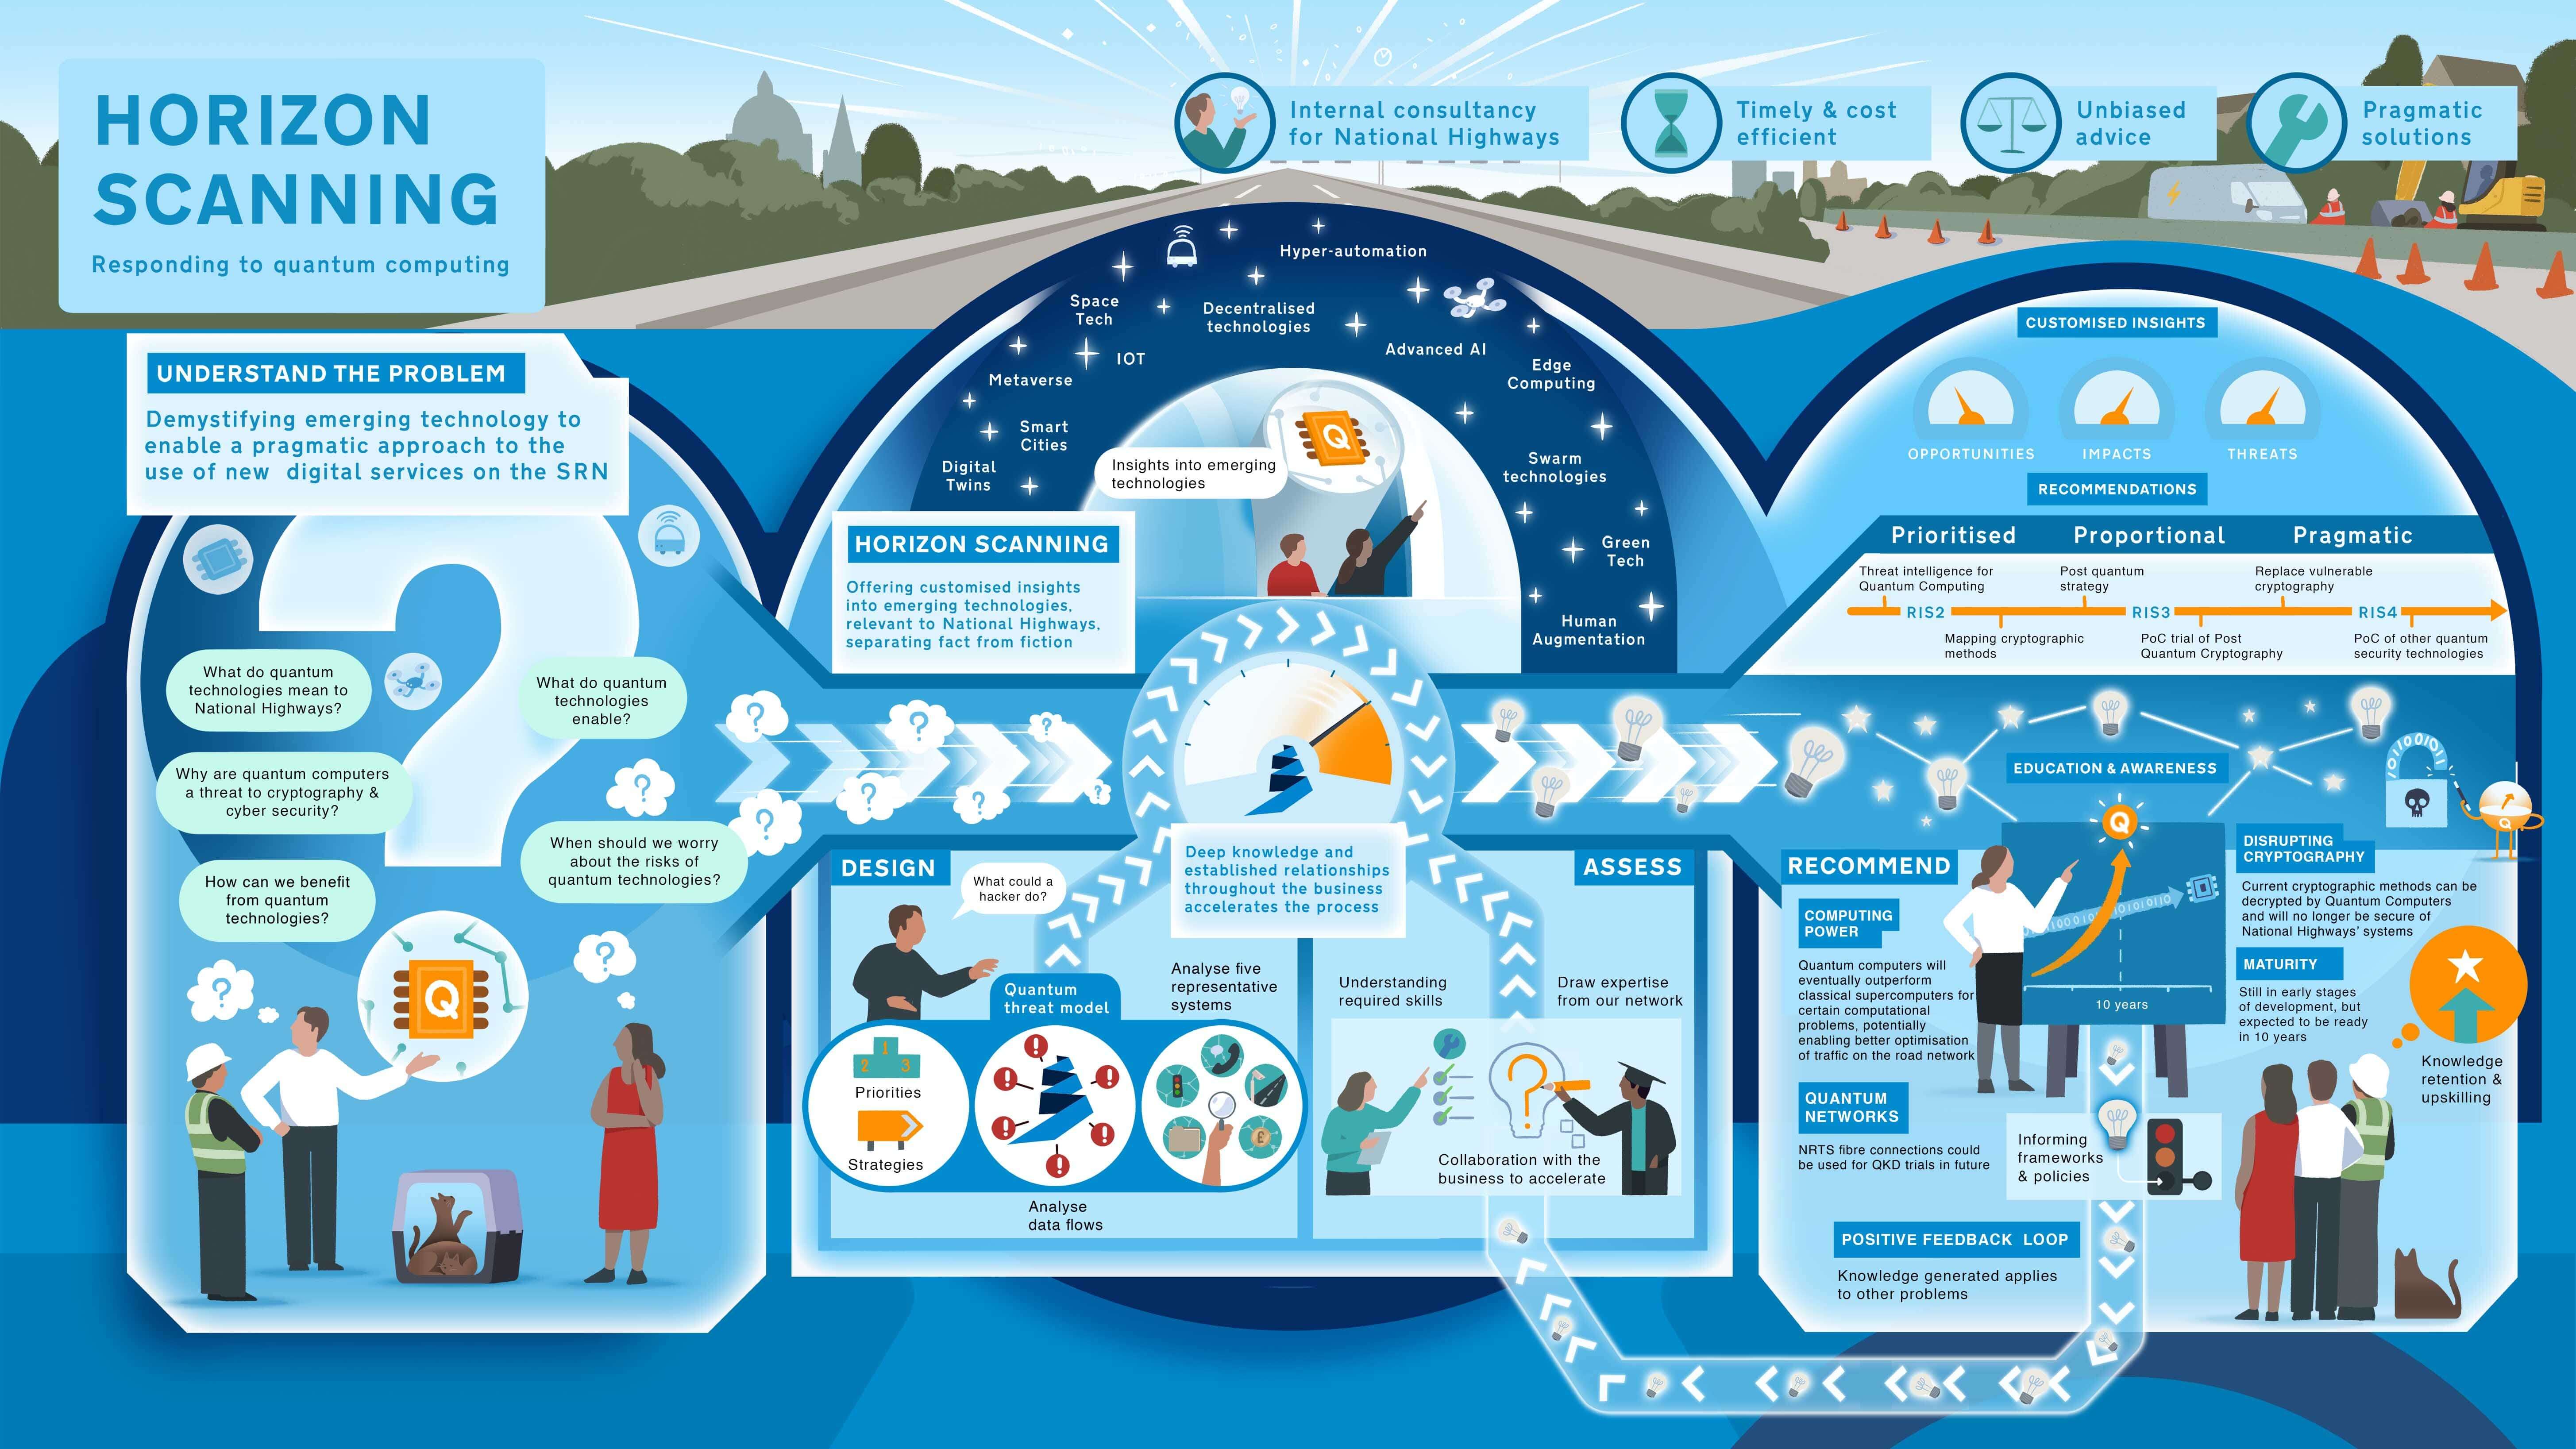 HORIZON
SCANNING
Responding to quantum computing
Internal consultancy
for National Highways
Timely & cost
efficient
Unbiased
advice
Pragmatic
solutions
UNDERSTAND THE PROBLEM
Demystifying emerging technology to
enable a pragmatic approach to the
use of new digital services on the SRN
What do quantum
technologies mean to
National Highways?
What do quantum
technologies
enable?
Why are quantum computers
a threat to cryptography &
cyber security?
When should we worry
about the risks of
quantum technologies?
How can we benefit
from quantum
technologies?
?
?
?
Q
?
?
?
?
?
?
?
?
Hyper-automation
Space
Tech
Decentralised
technologies
IOT
Advanced AI
Metaverse
Edge
Computing
Smart
Cities
Digital
Twins
Swarm
technologies
Green
Tech
Human
Augmentation
Q
Insights into emerging
technologies
HORIZON SCANNING
Offering customised insights
into emerging technologies,
relevant to National Highways,
separating fact from fiction
Deep knowledge and
established relationships
throughout the business
accelerates the process
DESIGN
What could a
hacker do?
Quantum
threat model
Analyse five
representative
systems
1
2 3
Priorities
Strategies
!
!
!
!
!
!
£
Analyse
data flows
ASSESS
Understanding
required skills
Draw expertise
from our network
?
Collaboration with the
business to accelerate
CUSTOMISED INSIGHTS
OPPORTUNITIES
IMPACTS
THREATS
RECOMMENDATIONS
Prioritised
Proportional
Pragmatic
Threat intelligence for
Quantum Computing
Post quantum
strategy
Replace vulnerable
cryptography
RIS2
RIS3
RIS4
Mapping cryptographic
methods
PoC trial of Post
Quantum Cryptography
PoC of other quantum
security technologies
EDUCATION & AWARENESS
RECOMMEND
COMPUTING
POWER
Quantum computers will
eventually outperform
classical supercomputers for
certain computational
problems, potentially
enabling better optimisation
of traffic on the road network
QUANTUM
NETWORKS
NRTS fibre connections could
be used for QKD trials in future
Q
10 years
DISRUPTING
CRYPTOGRAPHY
Current cryptographic methods can be
decrypted by Quantum Computers
and will no longer be secure of
National Highways' systems
Q
MATURITY
Still in early stages
of development, but
expected to be ready
in 10 years
Knowledge
retention &
upskilling
Informing
frameworks
& policies
POSITIVE FEEDBACK LOOP
Knowledge generated applies
to other problems